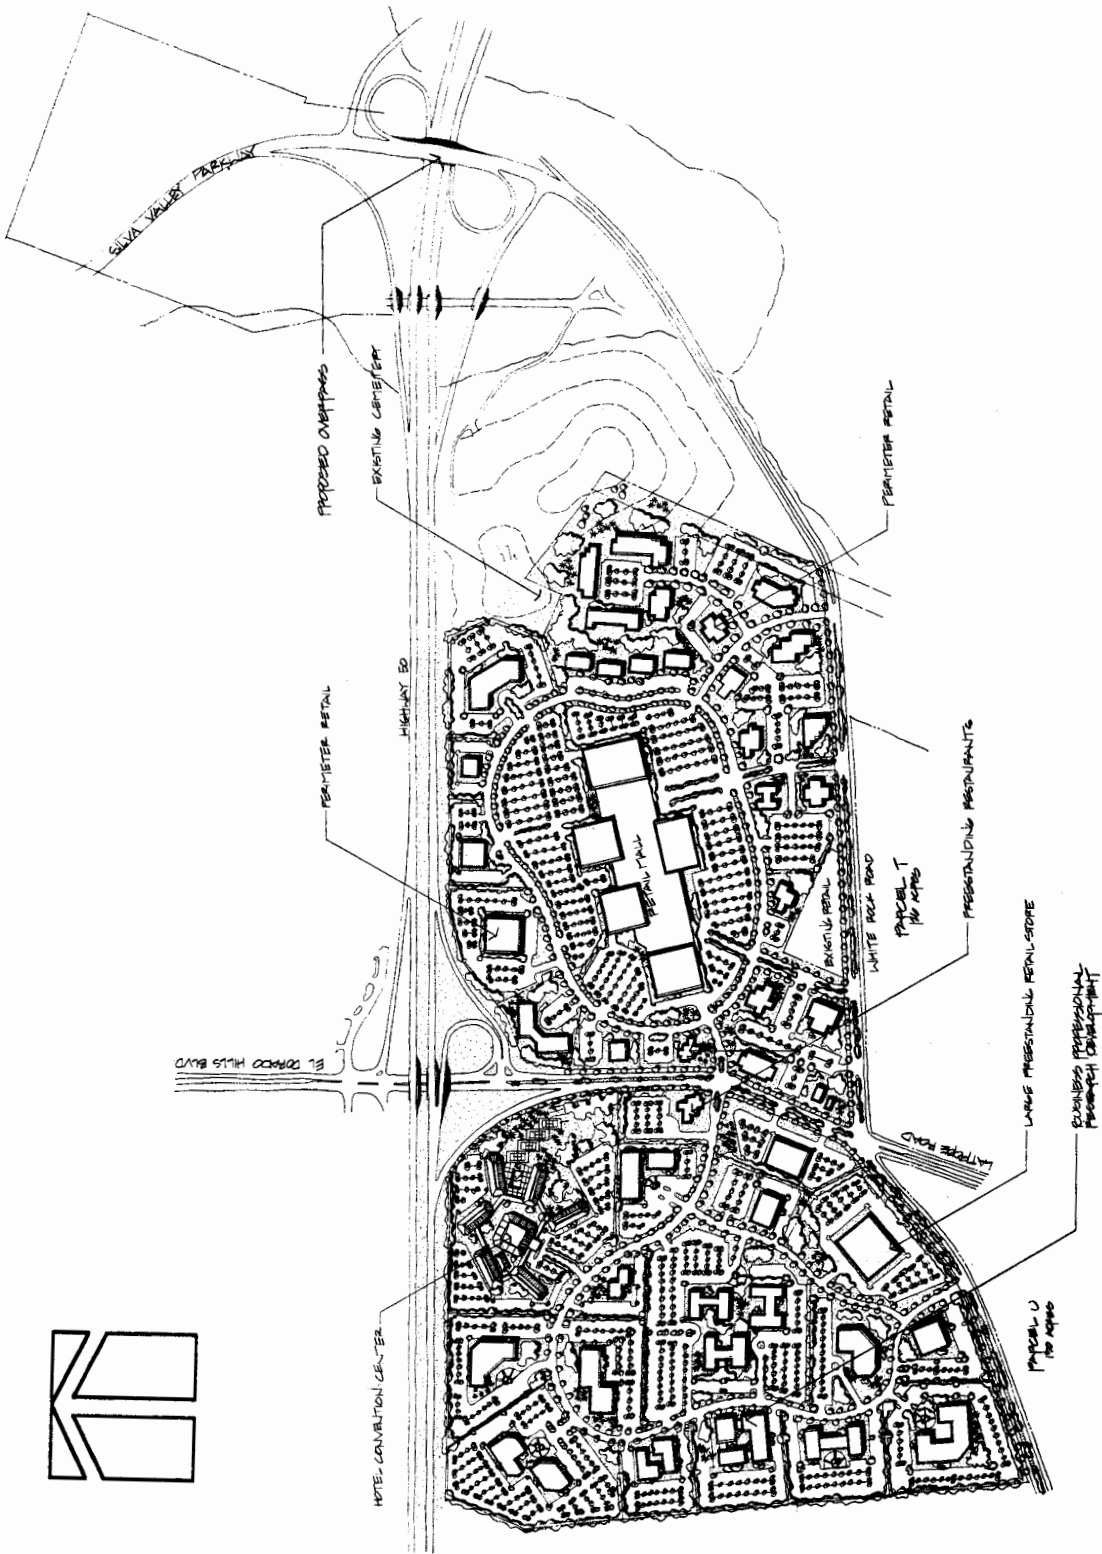 SILVA VALLEY PARKWAY
PROPOSED OVERPASS
EXISTING CEMETERY
HIGHWAY 50
PERIMETER RETAIL
PERIMETER RETAIL
RETAIL MALL
EXISTING RETAIL
WHITE ROCK ROAD
PARCEL T
ACRES
FREESTANDING RESTAURANTS
EL DORADO HILLS BLVD
LATROBE ROAD
LARGE FREESTANDING RETAIL STORE
BUSINESS PROFESSIONAL
RESEARCH DEVELOPMENT
HOTEL CONVENTION CENTER
PARCEL U
ACRES